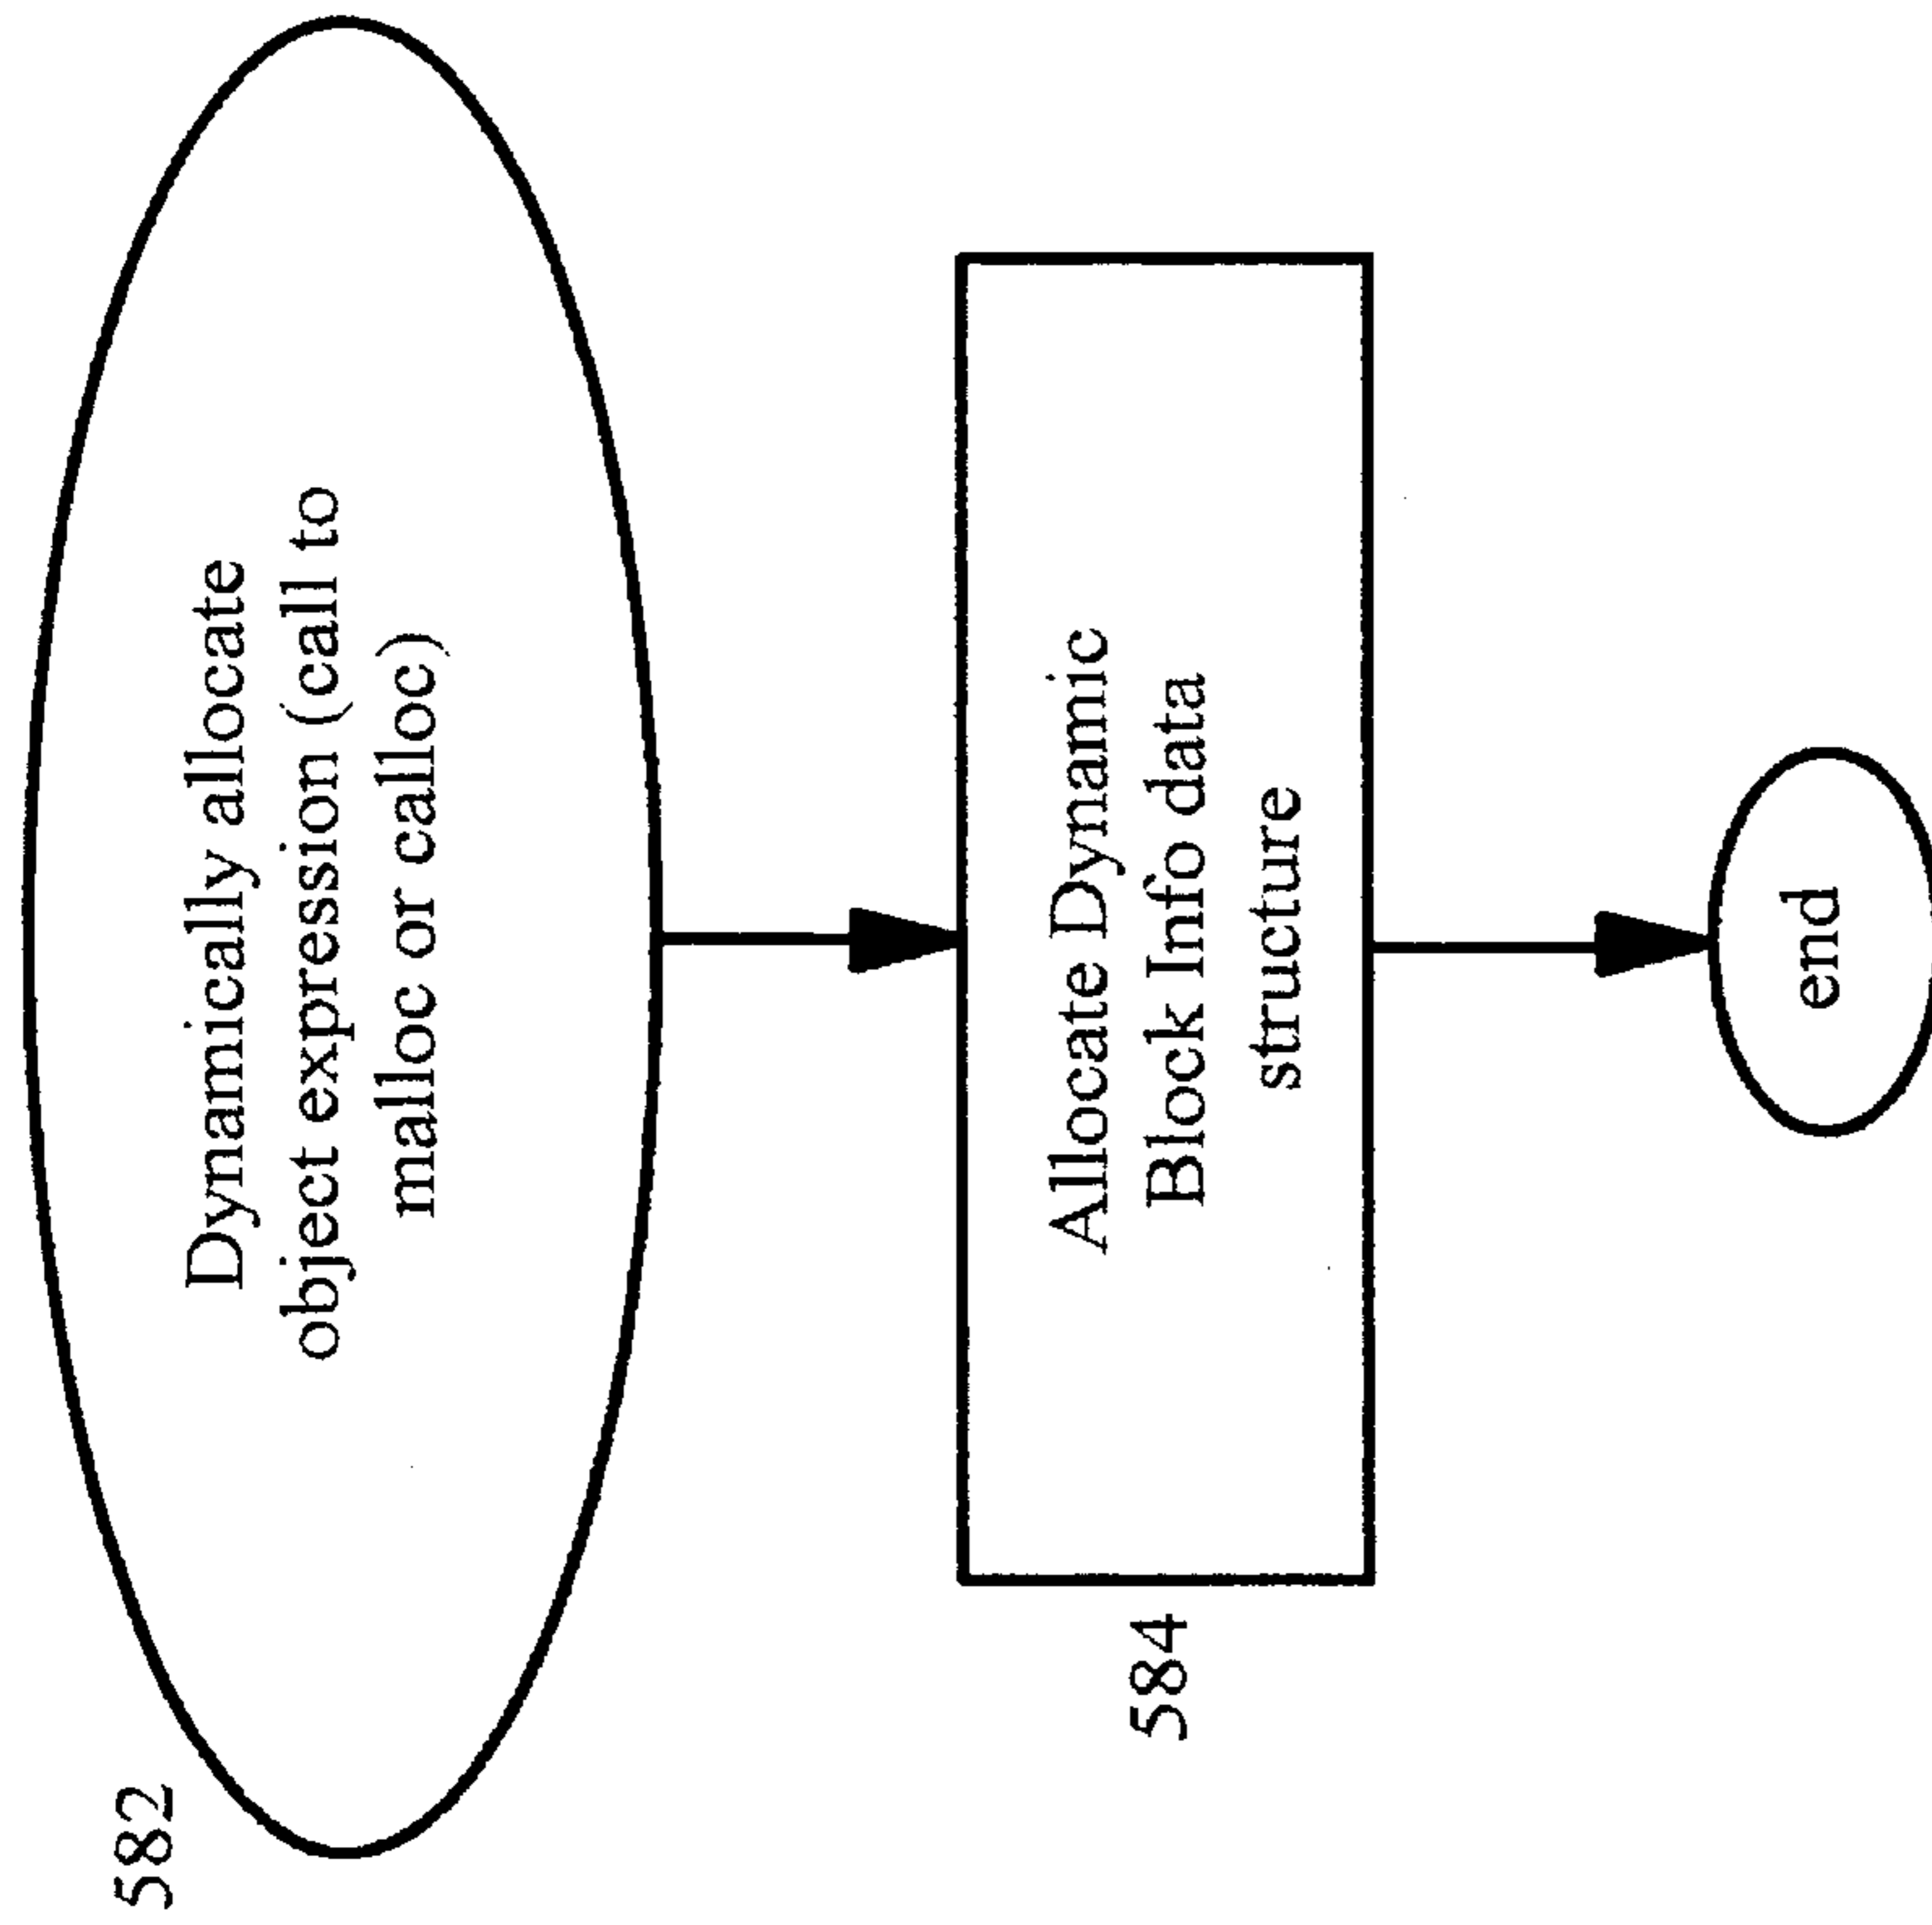 582
Dynamically allocate
object expression (call to
malloc or calloc)
584
Allocate Dynamic
Block Info data
structure
end